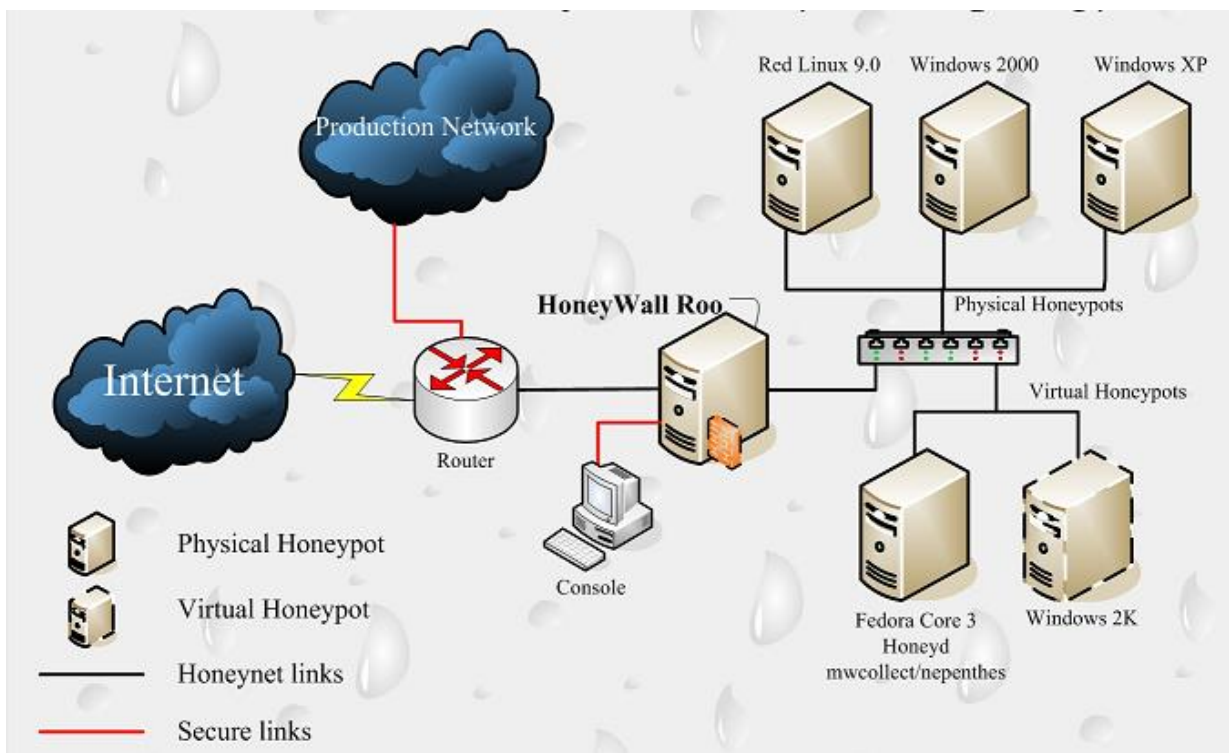 Red Linux 9.0
Windows 2000
Windows XP
Production Network
HoneyWall Roo
Physical Honeypots
Internet
Virtual Honeypots
Router
Console
Physical Honeypot
Virtual Honeypot
Fedora Core 3
Honeyd
mwcollect/nepenthes
Windows 2K
Honeynet links
Secure links